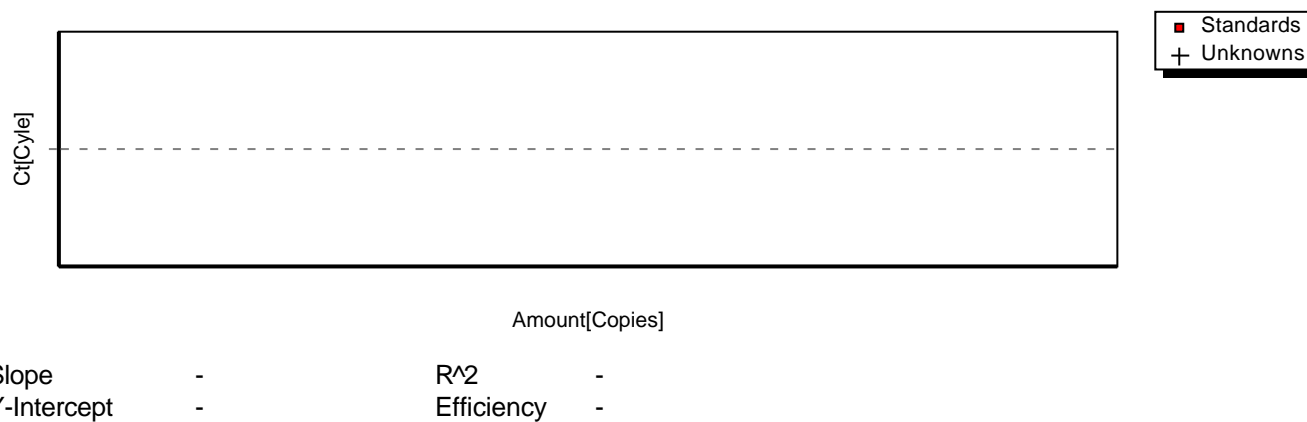 Standards
Unknowns
Ct[Cyle]
Amount[Copies]
Slope - R^2 -
Y-Intercept - Efficiency -